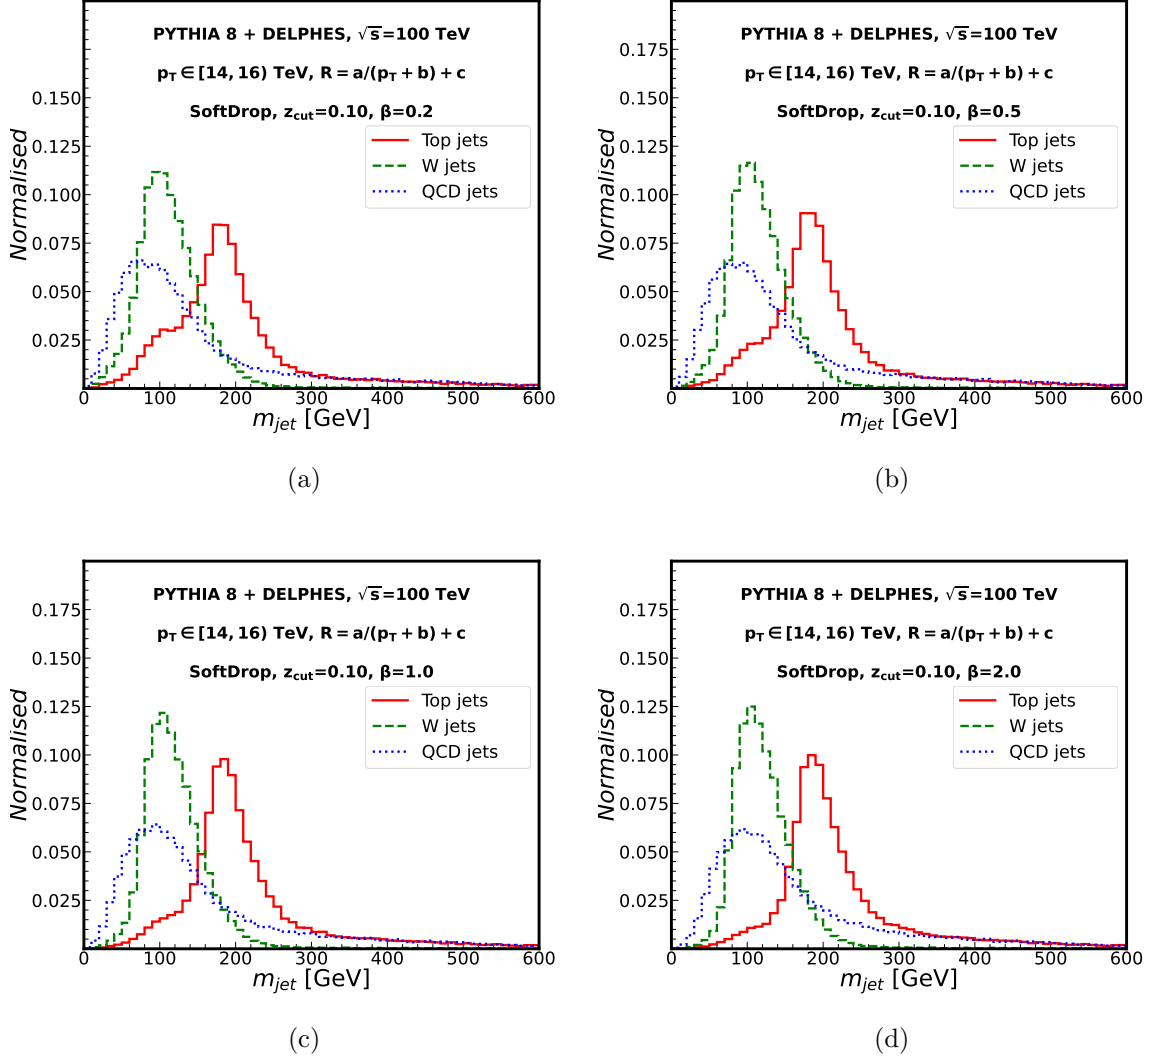 PYTHIA 8 + DELPHES, √s=100 TeV
p_T ∈ [14, 16) TeV, R = a/(p_T + b) + c
SoftDrop, z_cut=0.10, β=0.2
Top jets
W jets
QCD jets
Normalised
0.150
0.125
0.100
0.075
0.050
0.025
0 100 200 300 400 500 600
m_jet [GeV]
(a)
PYTHIA 8 + DELPHES, √s=100 TeV
p_T ∈ [14, 16) TeV, R = a/(p_T + b) + c
SoftDrop, z_cut=0.10, β=0.5
Top jets
W jets
QCD jets
Normalised
0.175
0.150
0.125
0.100
0.075
0.050
0.025
0 100 200 300 400 500 600
m_jet [GeV]
(b)
PYTHIA 8 + DELPHES, √s=100 TeV
p_T ∈ [14, 16) TeV, R = a/(p_T + b) + c
SoftDrop, z_cut=0.10, β=1.0
Top jets
W jets
QCD jets
Normalised
0.175
0.150
0.125
0.100
0.075
0.050
0.025
0 100 200 300 400 500 600
m_jet [GeV]
(c)
PYTHIA 8 + DELPHES, √s=100 TeV
p_T ∈ [14, 16) TeV, R = a/(p_T + b) + c
SoftDrop, z_cut=0.10, β=2.0
Top jets
W jets
QCD jets
Normalised
0.175
0.150
0.125
0.100
0.075
0.050
0.025
0 100 200 300 400 500 600
m_jet [GeV]
(d)